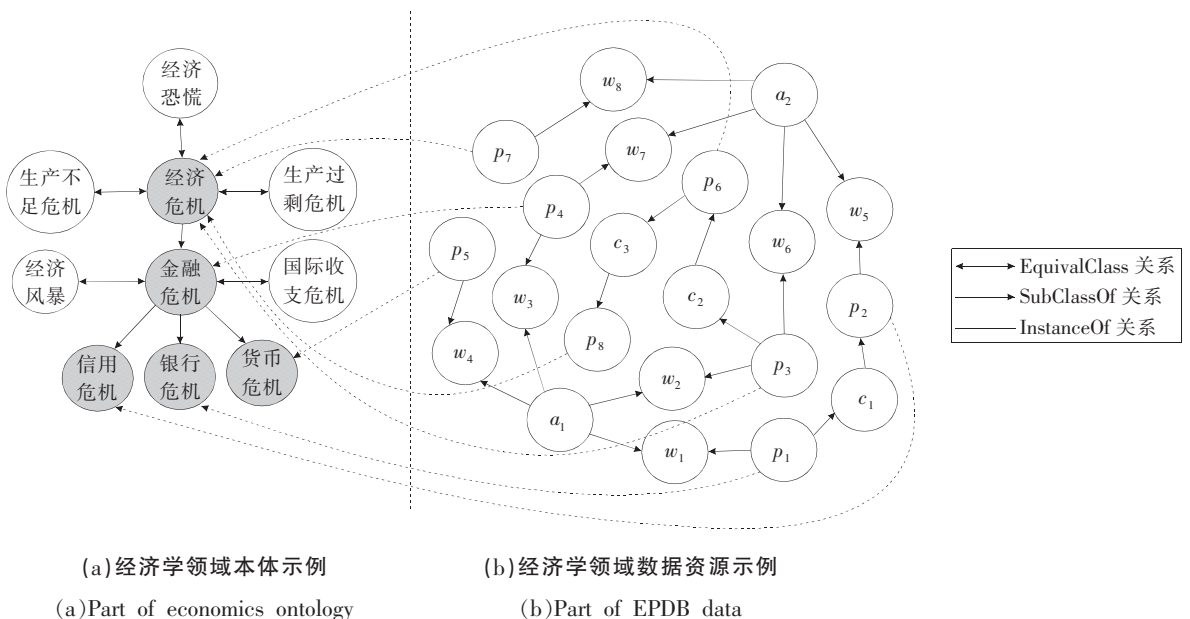 经济
恐慌
生产不
足危机
经济
危机
生产过
剩危机
经济
风暴
金融
危机
国际收
支危机
信用
危机
银行
危机
货币
危机
w8
a2
p7
w7
p6
p4
w5
p5
c3
w6
w3
c2
p2
w4
p8
w2
p3
c1
a1
w1
p1
EquivalClass 关系
SubClassOf 关系
InstanceOf 关系
(a)经济学领域本体示例
(b)经济学领域数据资源示例
(a)Part of economics ontology
(b)Part of EPDB data